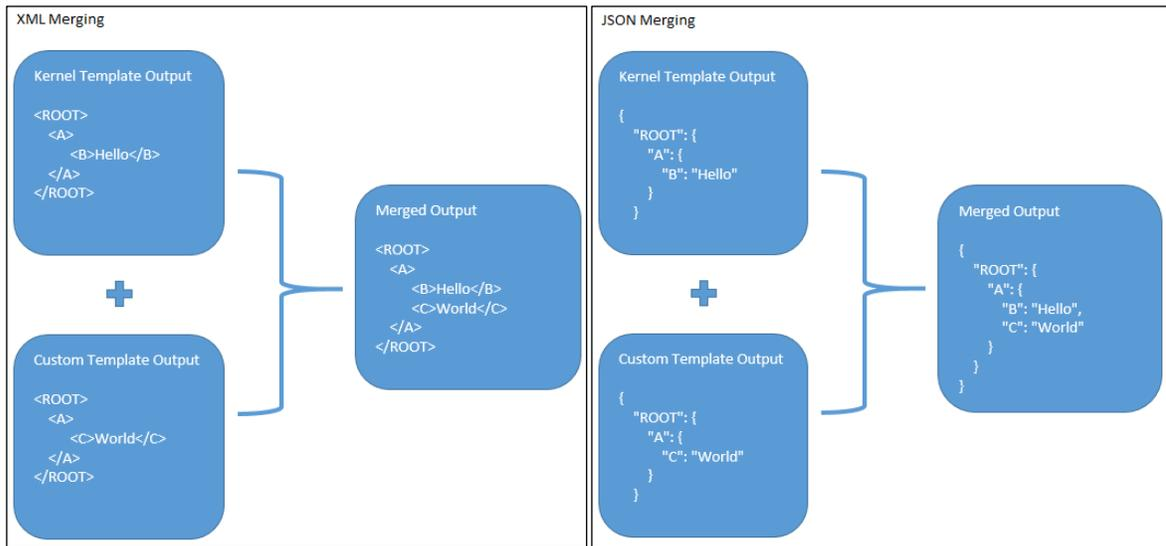 XML Merging
Kernel Template Output
<ROOT>
<A>
<B>Hello</B>
</A>
</ROOT>
Custom Template Output
<ROOT>
<A>
<C>World</C>
</A>
</ROOT>
Merged Output
<ROOT>
<A>
<B>Hello</B>
<C>World</C>
</A>
</ROOT>
JSON Merging
Kernel Template Output
{
"ROOT": {
"A": {
"B": "Hello"
}
}
Custom Template Output
{
"ROOT": {
"A": {
"C": "World"
}
}
Merged Output
{
"ROOT": {
"A": {
"B": "Hello",
"C": "World"
}
}
}